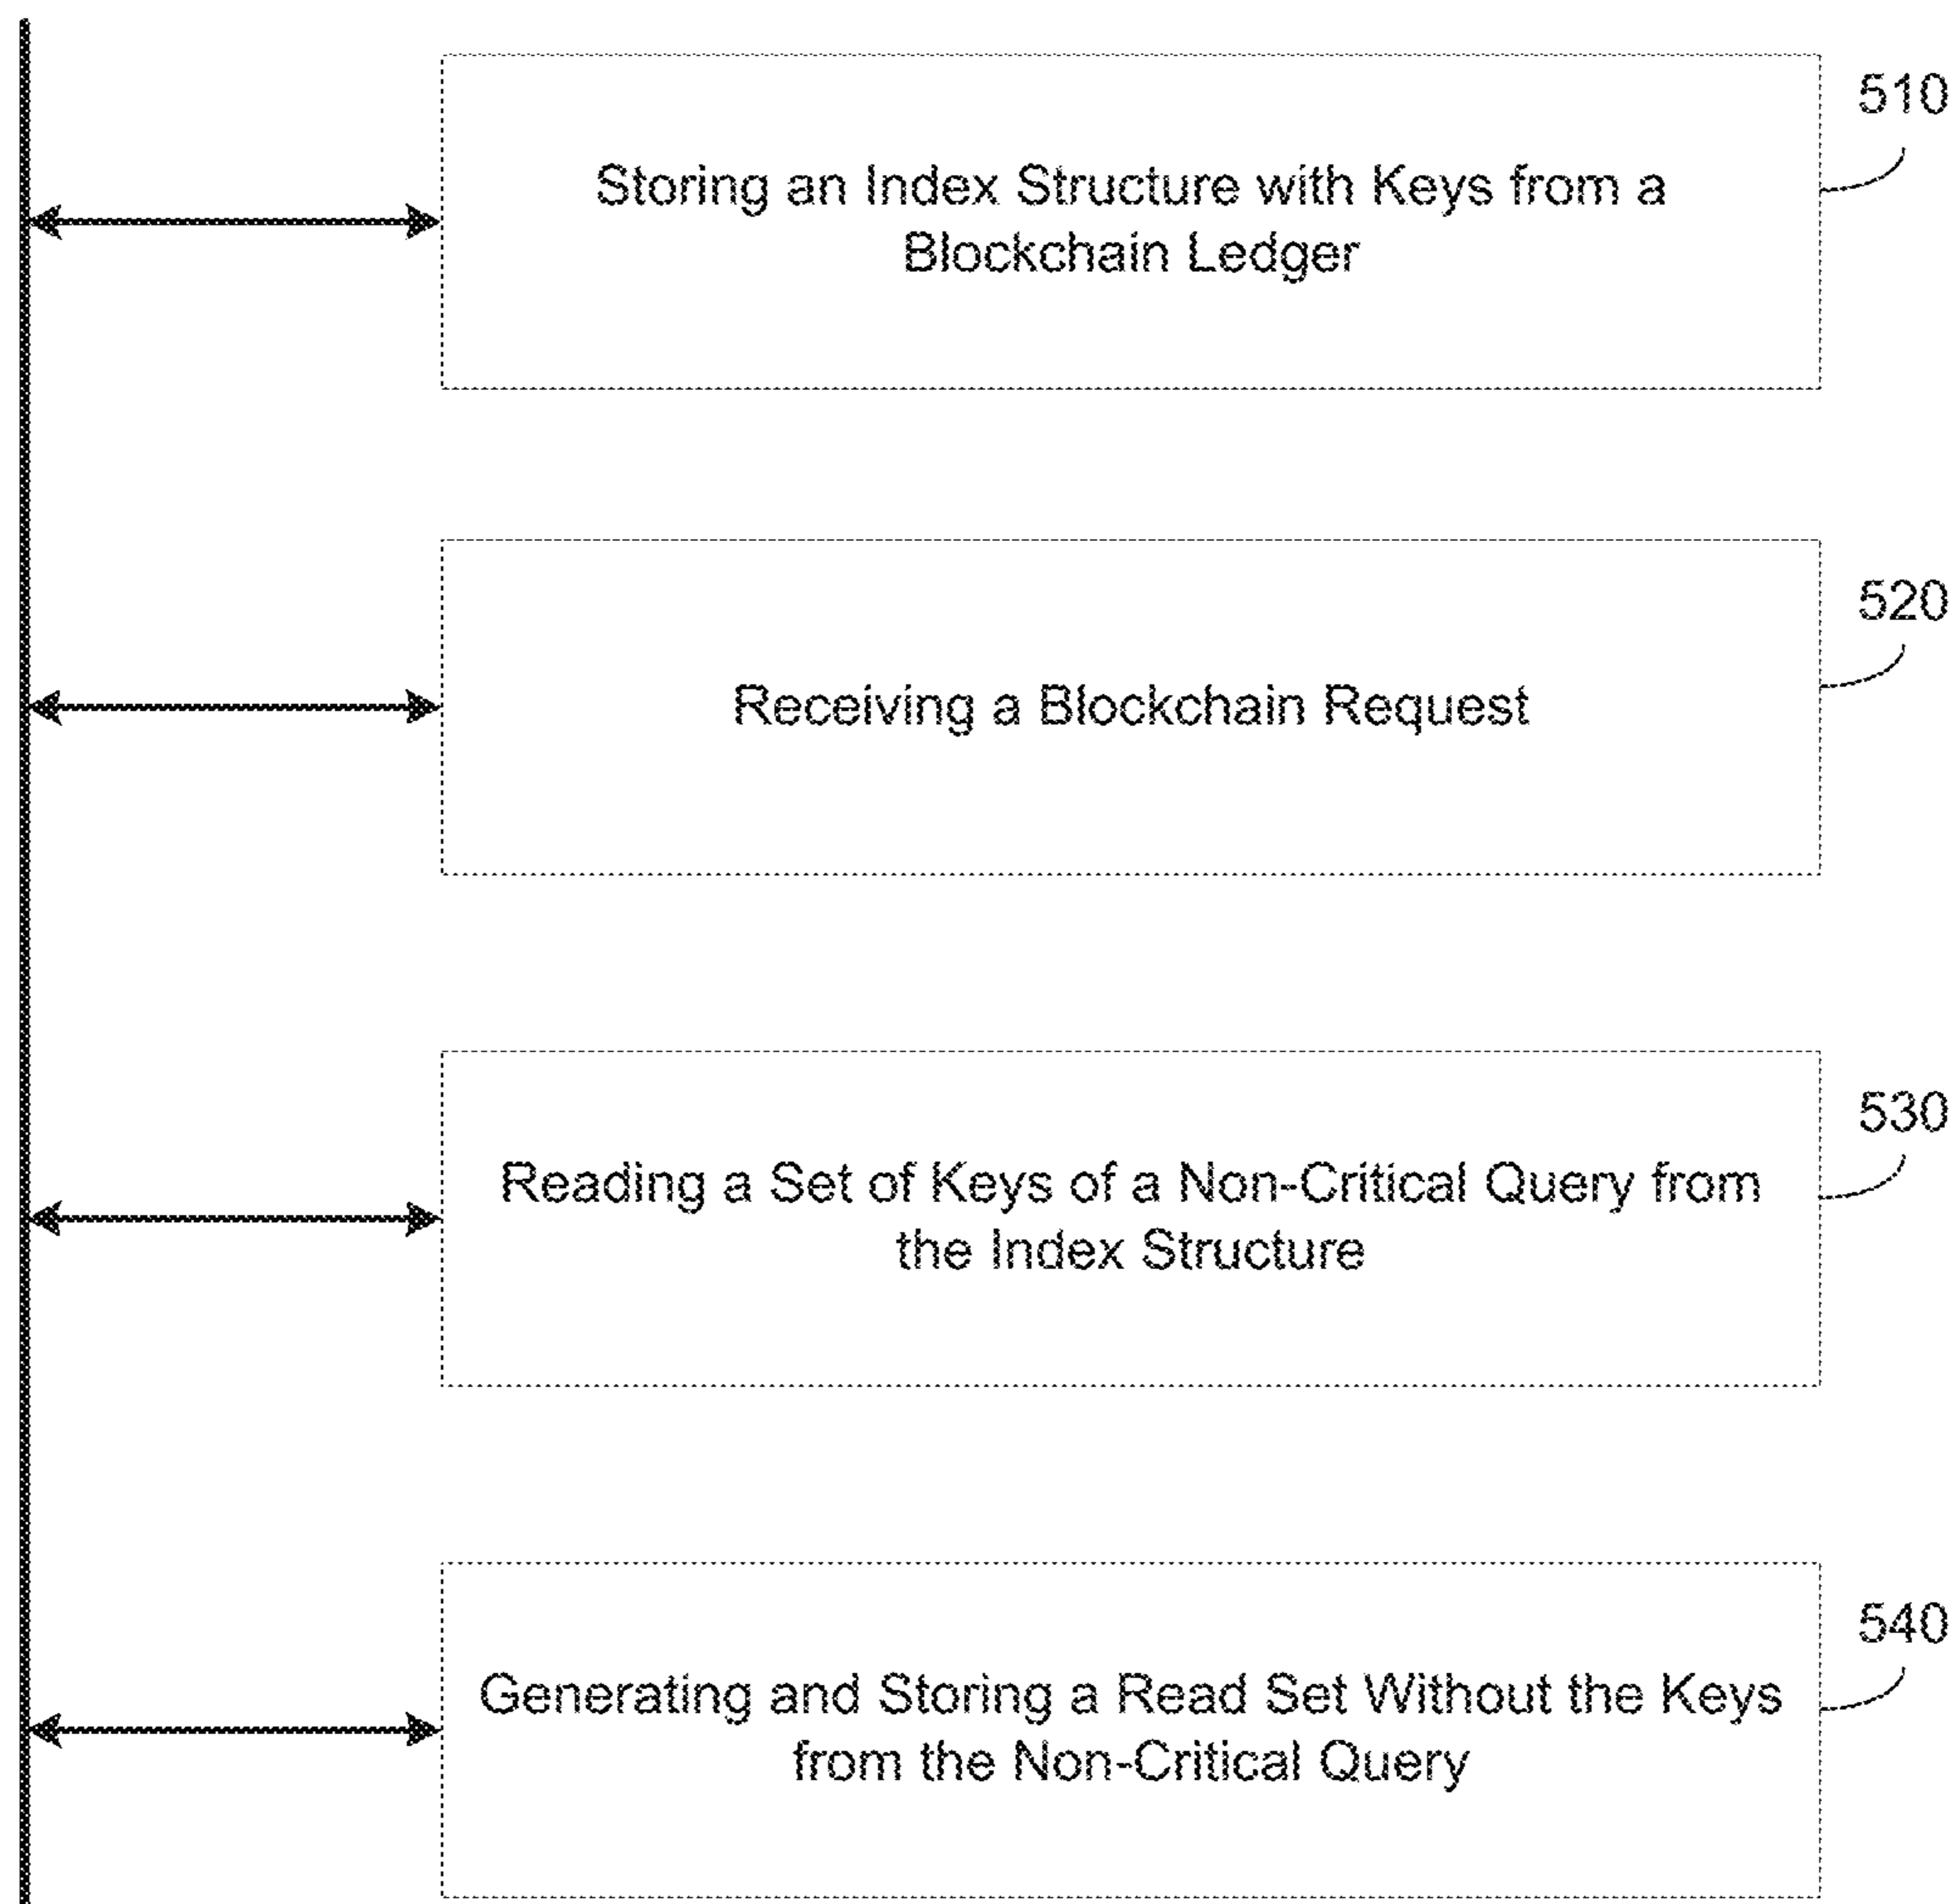 510
Storing an Index Structure with Keys from a
Blockchain Ledger
520
Receiving a Blockchain Request
530
Reading a Set of Keys of a Non-Critical Query from
the Index Structure
540
Generating and Storing a Read Set Without the Keys
from the Non-Critical Query